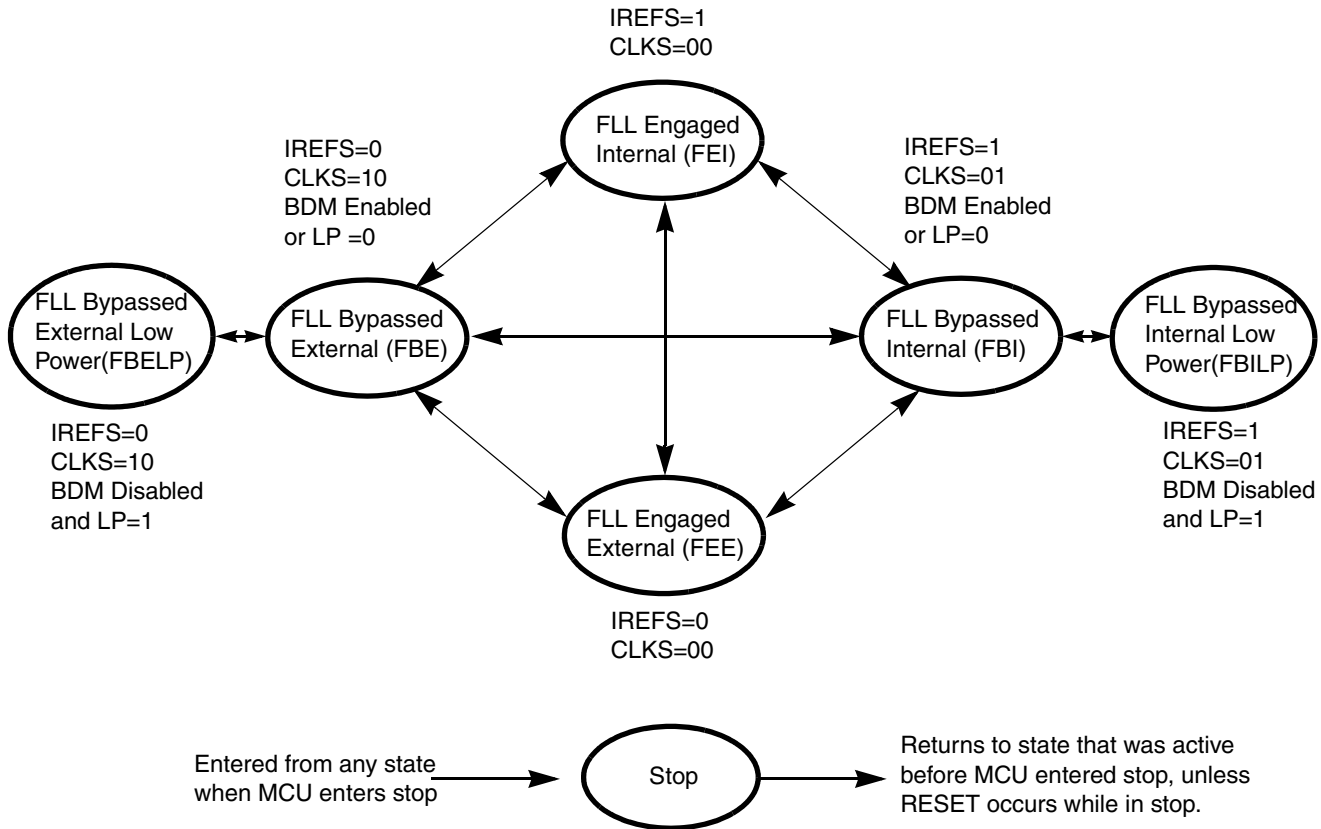 IREFS=1
CLKS=00
FLL Engaged
Internal (FEI)
IREFS=0
CLKS=10
BDM Enabled
or LP =0
IREFS=1
CLKS=01
BDM Enabled
or LP=0
FLL Bypassed
External Low
Power(FBELP)
FLL Bypassed
External (FBE)
FLL Bypassed
Internal (FBI)
FLL Bypassed
Internal Low
Power(FBILP)
IREFS=0
CLKS=10
BDM Disabled
and LP=1
IREFS=1
CLKS=01
BDM Disabled
and LP=1
FLL Engaged
External (FEE)
IREFS=0
CLKS=00
Entered from any state
when MCU enters stop
Stop
Returns to state that was active
before MCU entered stop, unless
RESET occurs while in stop.